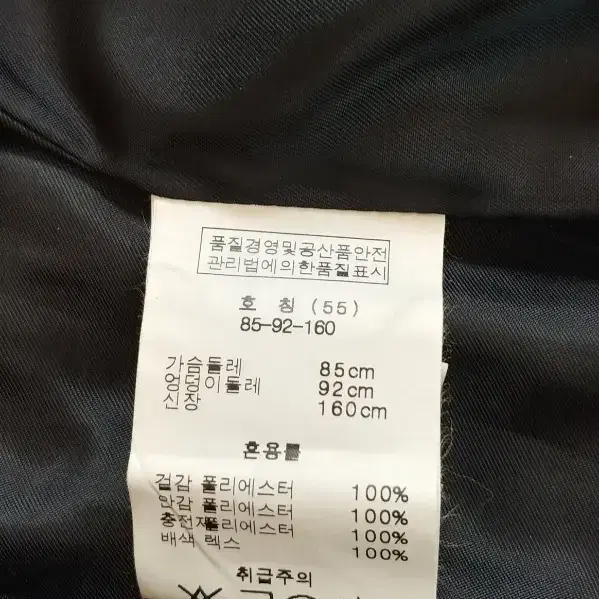 품질경영및공산품안전
관리법에의한품질표시
호 칭 (55)
85-92-160
가슴둘레 85cm
엉덩이둘레 92cm
신장 160cm
혼용률
겉감 폴리에스터 100%
안감 폴리에스터 100%
충전재폴리에스터 100%
배색 렉스 100%
취급주의